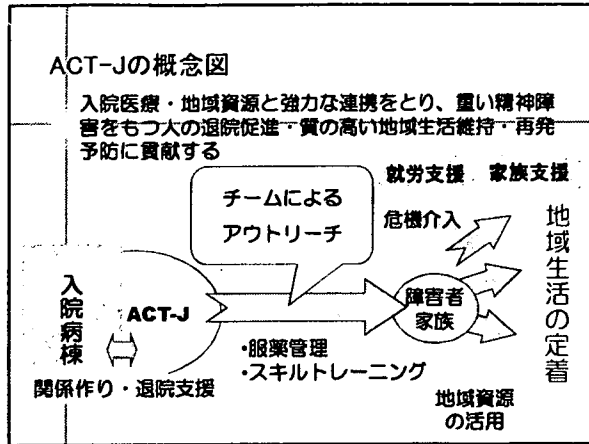 ACT-Jの概念図
入院医療・地域資源と強力な連携をとり、重い精神障
害をもつ人の退院促進・質の高い地域生活維持・再発
予防に貢献する
就労支援 家族支援
チームによる
アウトリーチ
危機介入
地域生活の定着
入院病棟
ACT-J
障害者
家族
・服薬管理
・スキルトレーニング
関係作り・退院支援
地域資源
の活用